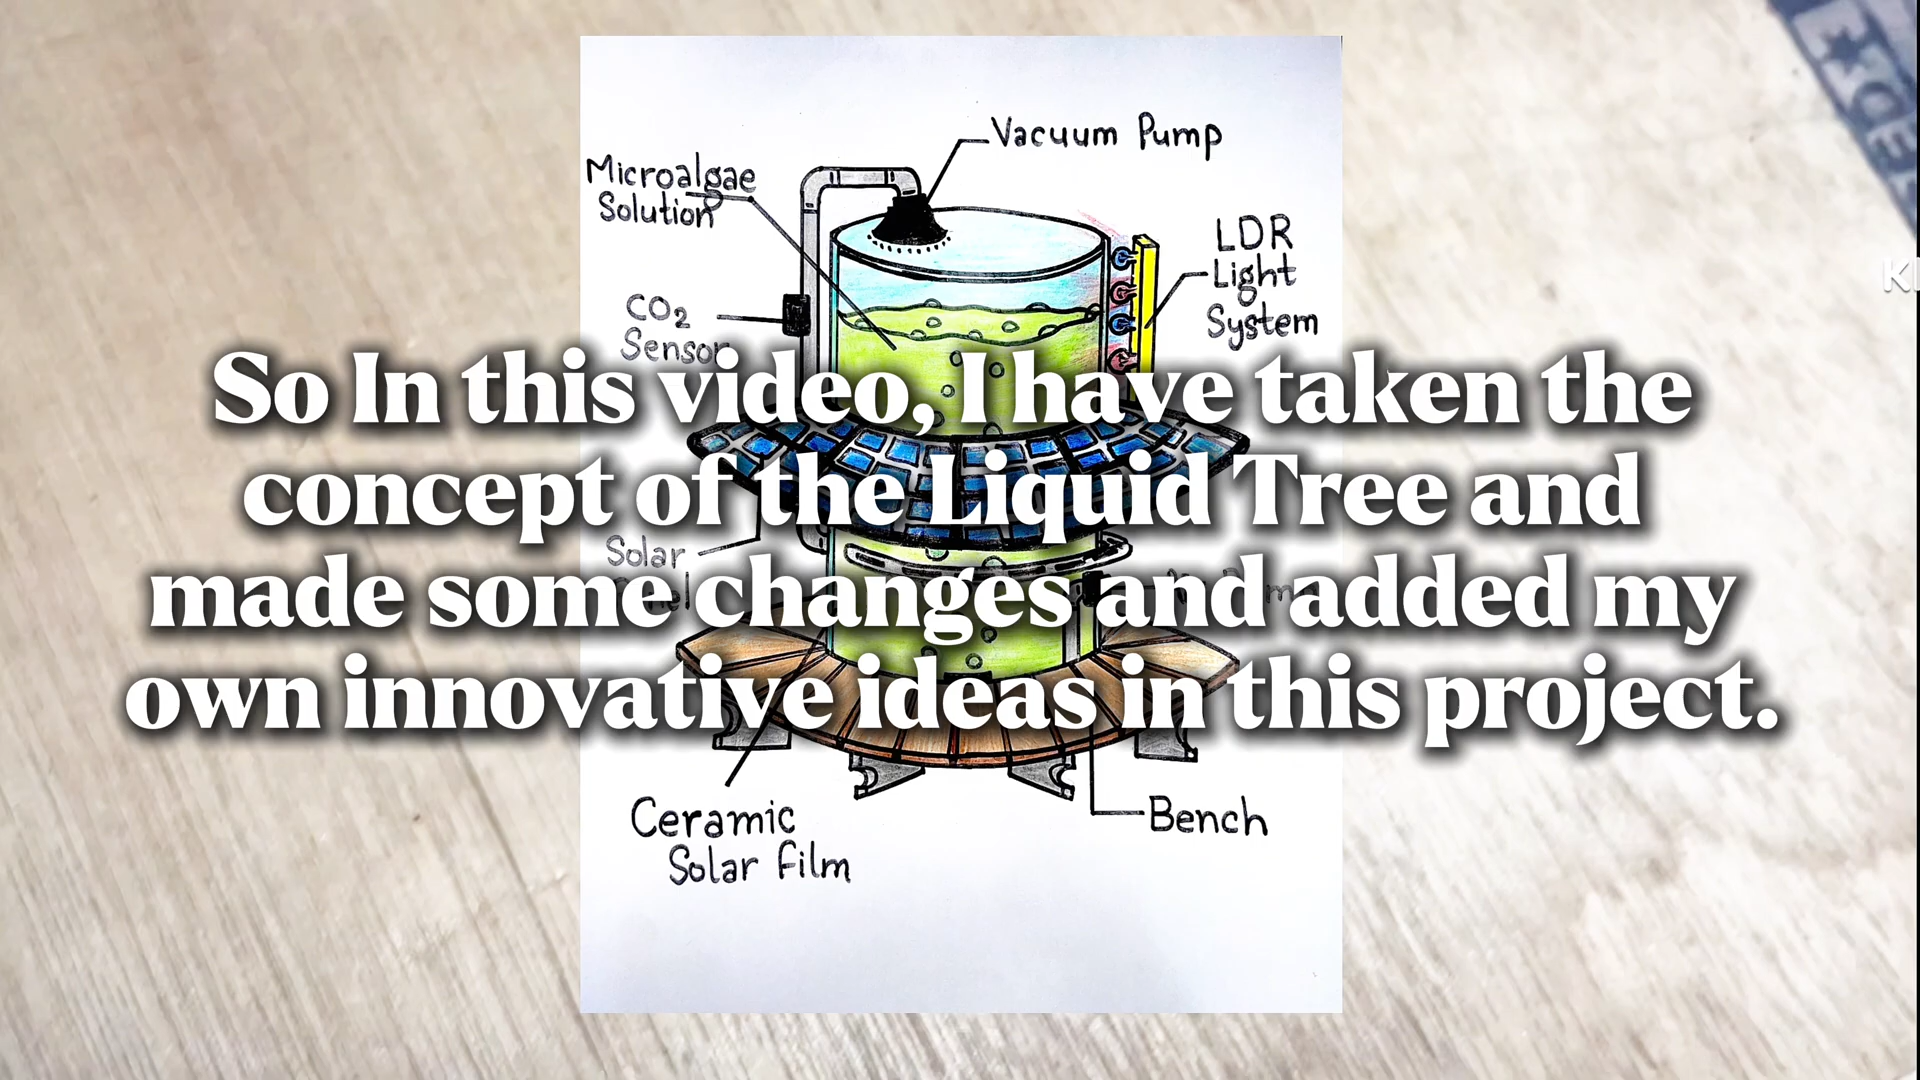 Vacuum Pump
Microalgae
Solution
LDR
Light
System
CO₂
Sensor
So In this video, I have taken the
concept of the Liquid Tree and
made some changes and added my
own innovative ideas in this project.
Solar
Ceramic
Solar Film
Bench